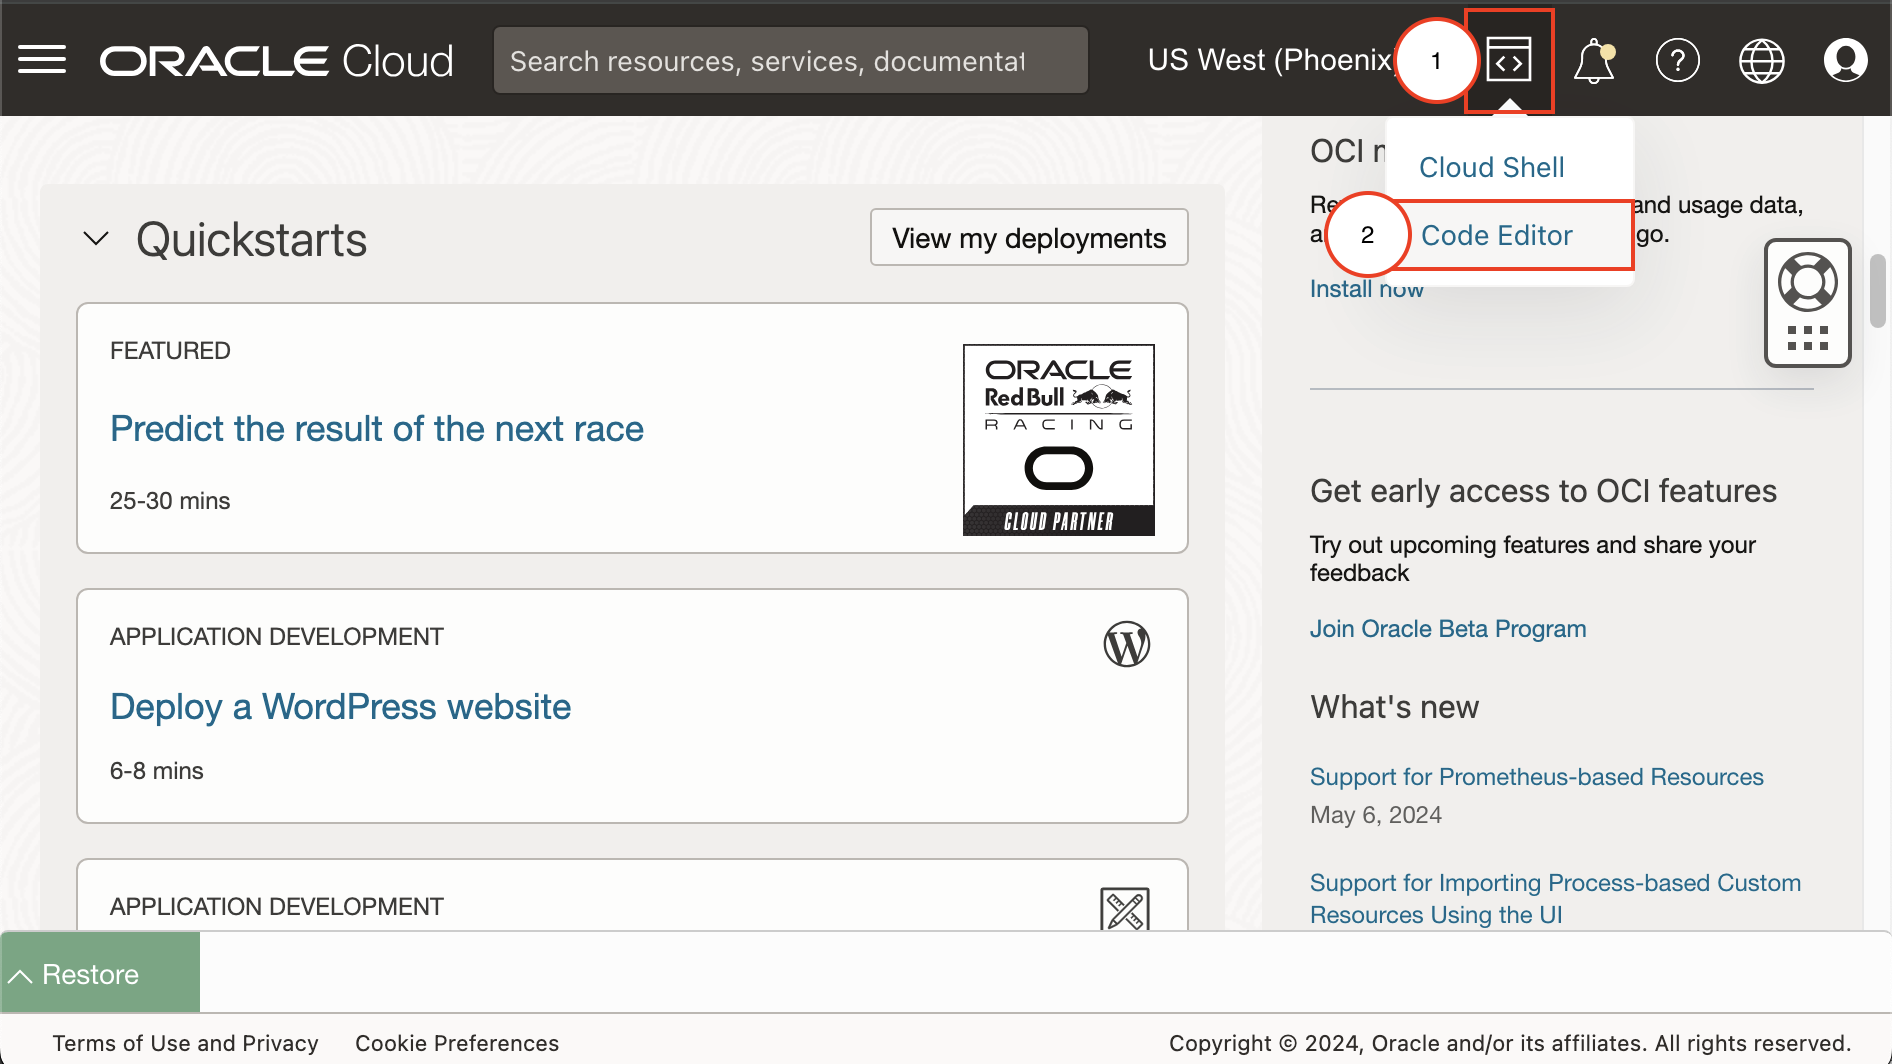 ORACLE Cloud
Search resources, services, documentat
US West (Phoenix)
1
Cloud Shell
2
Code Editor
Quickstarts
View my deployments
FEATURED
Predict the result of the next race
25-30 mins
ORACLE
Red Bull
RACING
CLOUD PARTNER
APPLICATION DEVELOPMENT
Deploy a WordPress website
6-8 mins
APPLICATION DEVELOPMENT
OCI
and usage data,
go.
Install now
Get early access to OCI features
Try out upcoming features and share your
feedback
Join Oracle Beta Program
What's new
Support for Prometheus-based Resources
May 6, 2024
Support for Importing Process-based Custom
Resources Using the UI
Restore
Terms of Use and Privacy
Cookie Preferences
Copyright © 2024, Oracle and/or its affiliates. All rights reserved.